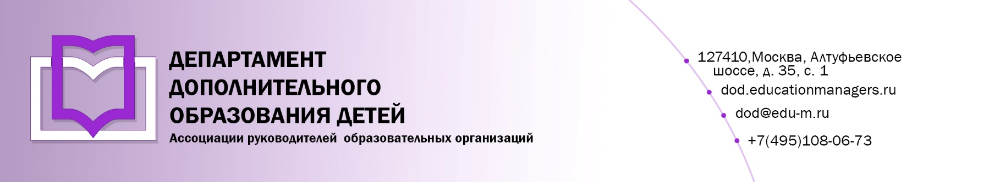 ДЕПАРТАМЕНТ
ДОПОЛНИТЕЛЬНОГО
ОБРАЗОВАНИЯ ДЕТЕЙ
Ассоциации руководителей образовательных организаций
127410,Москва, Алтуфьевское
шоссе, д. 35, с. 1
dod.educationmanagers.ru
dod@edu-m.ru
+7(495)108-06-73